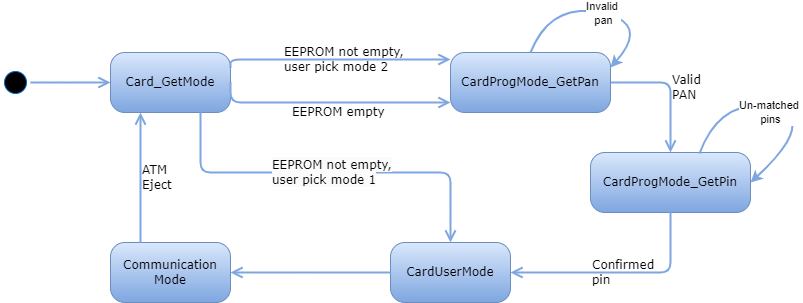 Invalid
pan
EEPROM not empty,
user pick mode 2
Card_GetMode
CardProgMode_GetPan
Valid
PAN
EEPROM empty
Un-matched
pins
EEPROM not empty,
user pick mode 1
ATM
Eject
CardProgMode_GetPin
Communication
Mode
CardUserMode
Confirmed
pin